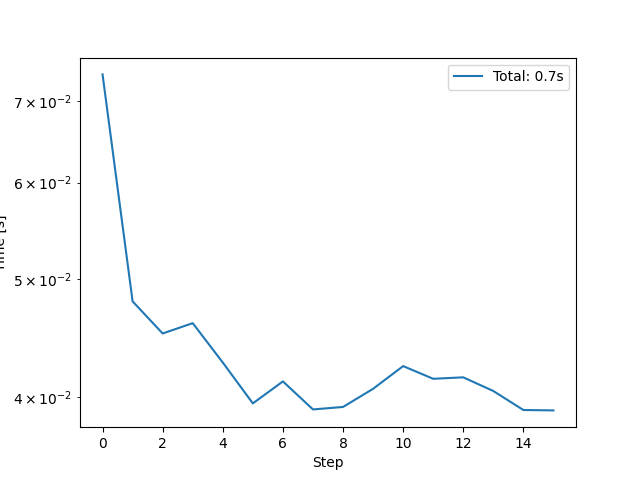 Total: 0.7s
7 × 10⁻²
6 × 10⁻²
5 × 10⁻²
4 × 10⁻²
[s]
0 2 4 6 8 10 12 14
Step